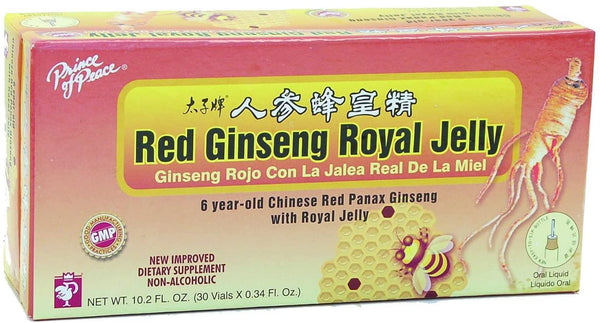 Prince
of Peace®
太子牌 人参蜂皇精
Red Ginseng Royal Jelly
Ginseng Rojo Con La Jalea Real De La Miel
6 year-old Chinese Red Panax Ginseng
with Royal Jelly
GOOD MANUFACTURING
GMP
PRACTICES
NEW IMPROVED
DIETARY SUPPLEMENT
NON-ALCOHOLIC
NET WT. 10.2 FL. OZ. (30 Vials X 0.34 Fl. Oz.)
Oral Liquid
Liquido Oral